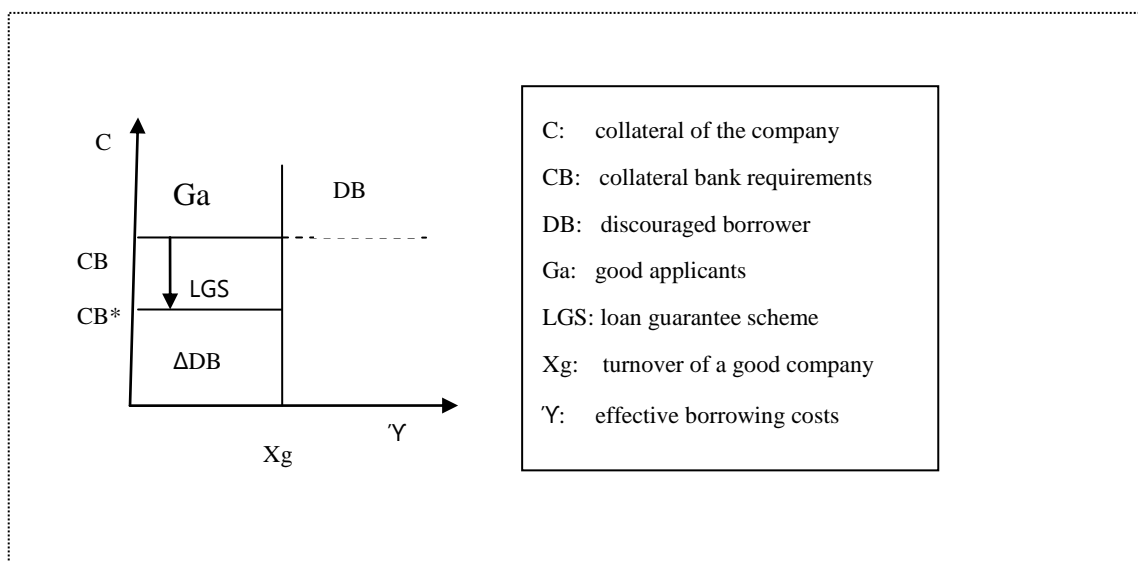 C
Ga
DB
CB
LGS
CB*
ΔDB
Ύ
Xg
C: collateral of the company
CB: collateral bank requirements
DB: discouraged borrower
Ga: good applicants
LGS: loan guarantee scheme
Xg: turnover of a good company
Ύ: effective borrowing costs